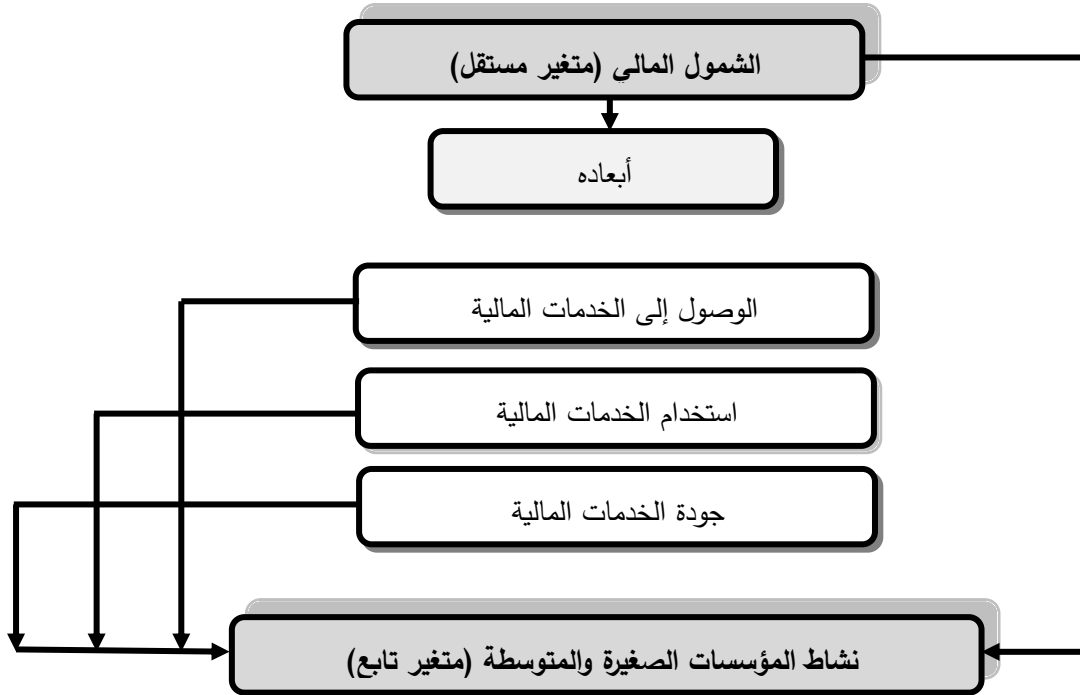 الشمول المالي (متغير مستقل)
أبعاده
الوصول إلى الخدمات المالية
استخدام الخدمات المالية
جودة الخدمات المالية
نشاط المؤسسات الصغيرة والمتوسطة (متغير تابع)